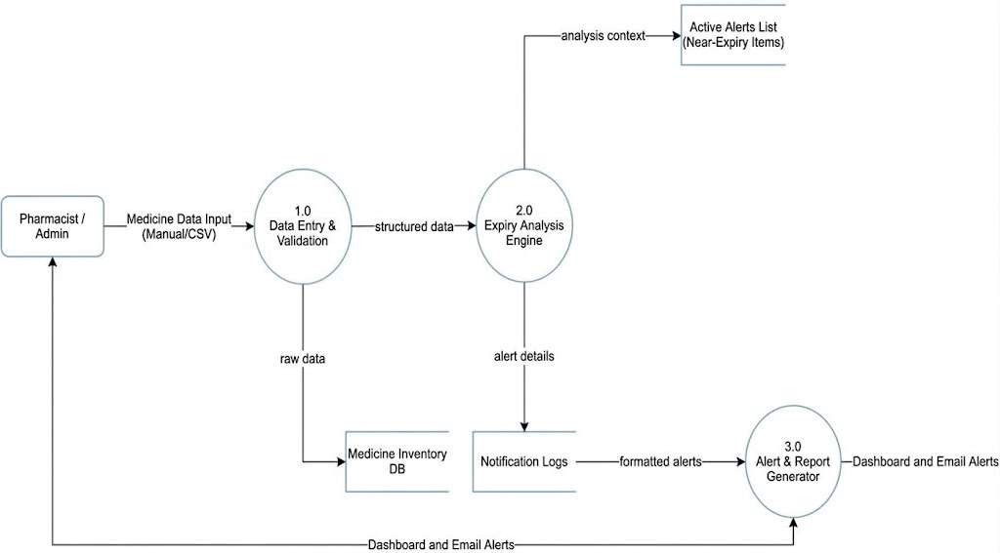 analysis context
Active Alerts List
(Near-Expiry Items)
Pharmacist /
Admin
Medicine Data Input
(Manual/CSV)
1.0
Data Entry &
Validation
structured data
2.0
Expiry Analysis
Engine
raw data
alert details
Medicine Inventory
DB
Notification Logs
formatted alerts
3.0
Alert & Report
Generator
Dashboard and Email Alerts
Dashboard and Email Alerts